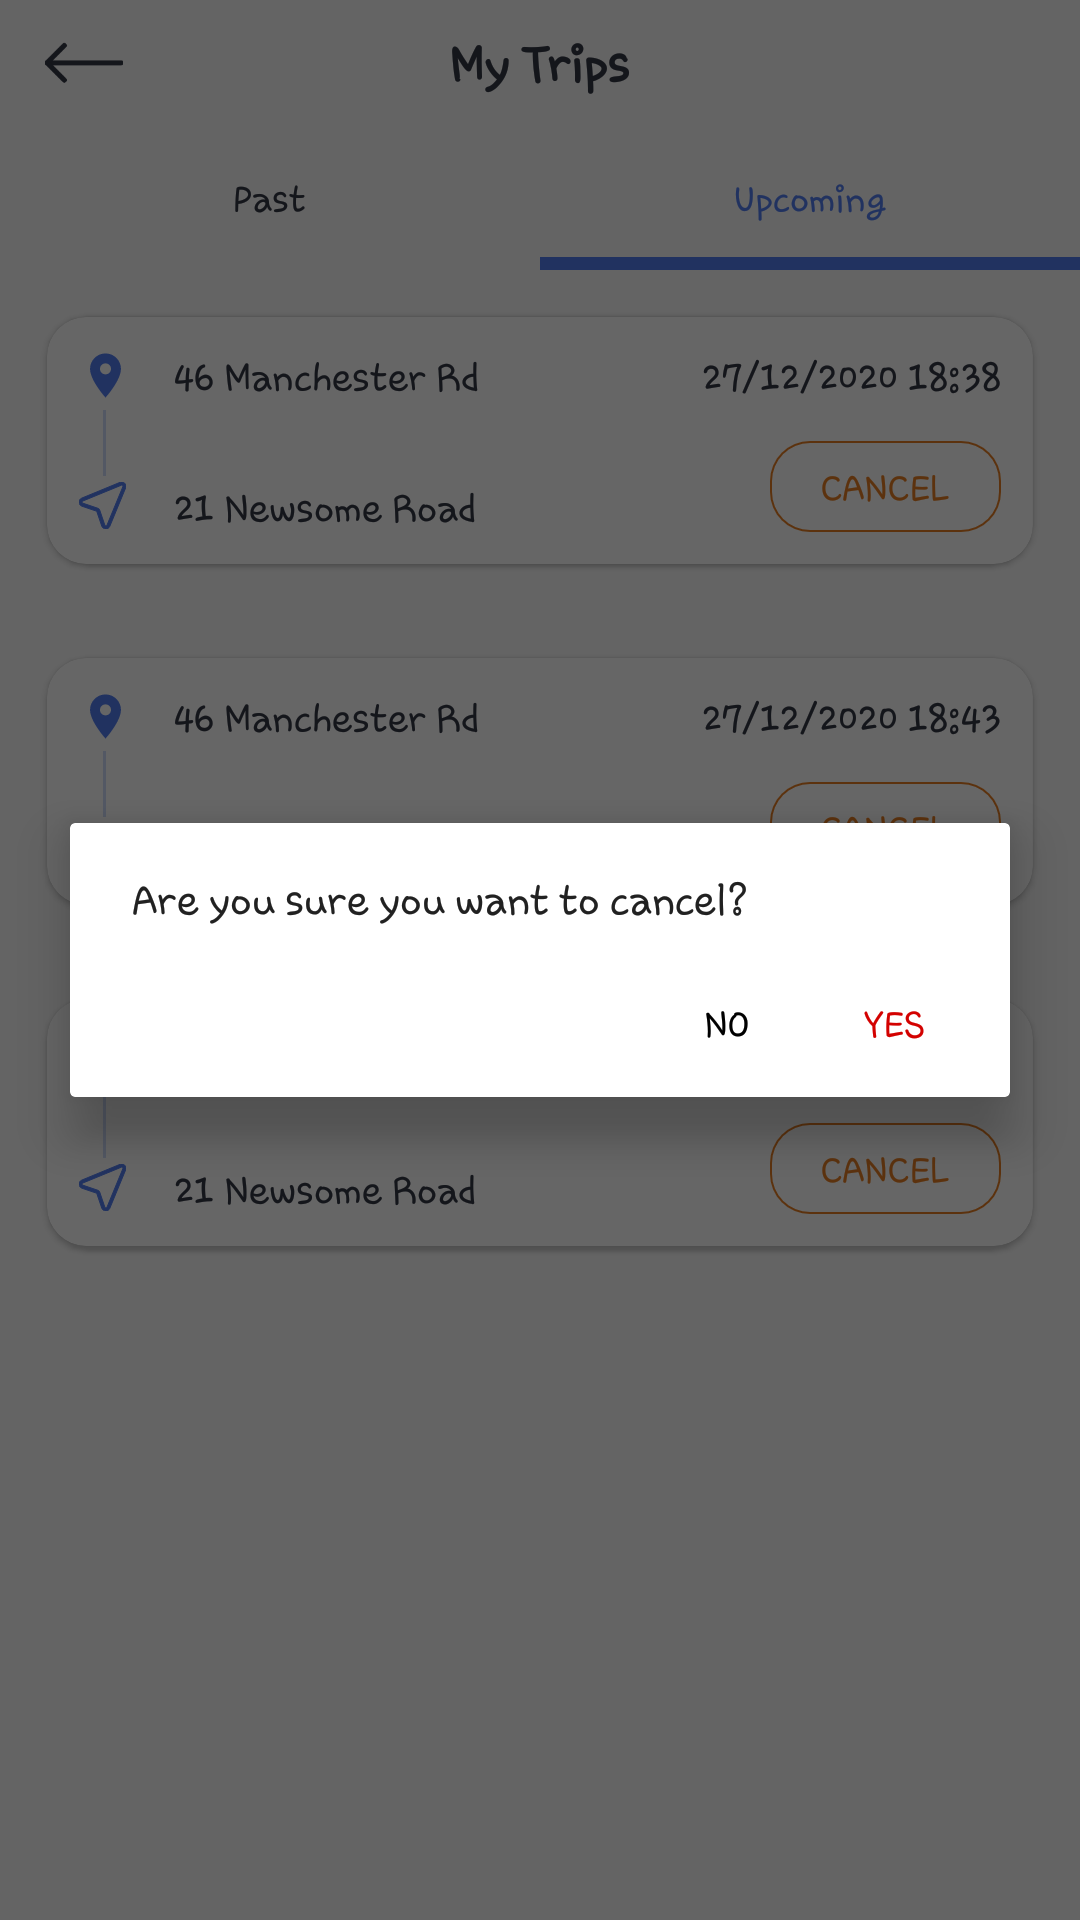 My Trips
Past
Upcoming
46 Manchester Rd
27/12/2020 18:38
21 Newsome Road
CANCEL
46 Manchester Rd
27/12/2020 18:43
CANCEL
Are you sure you want to cancel?
NO
YES
21 Newsome Road
CANCEL